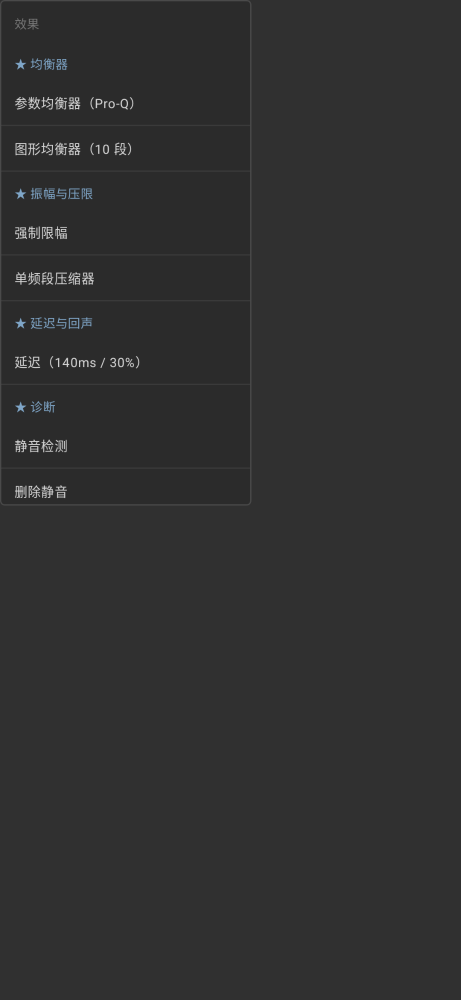 效果
★ 均衡器
参数均衡器（Pro-Q）
图形均衡器（10 段）
★ 振幅与压限
强制限幅
单频段压缩器
★ 延迟与回声
延迟（140ms / 30%）
★ 诊断
静音检测
删除静音